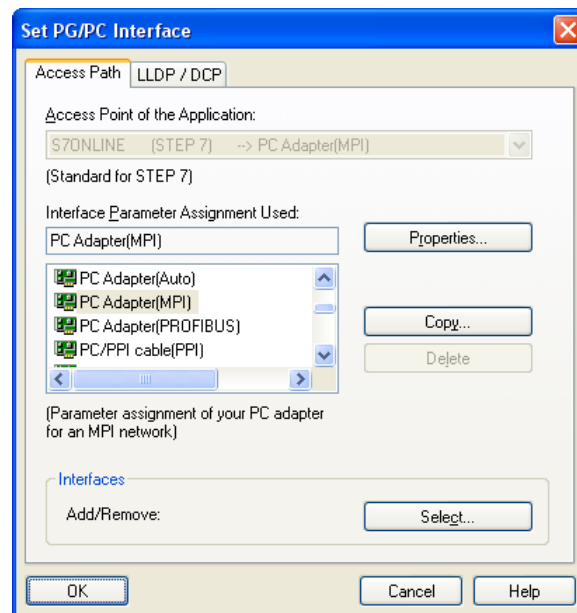 Set PG/PC Interface
Access Path
LLDP / DCP
Access Point of the Application:
S7ONLINE (STEP 7) --> PC Adapter(MPI)
(Standard for STEP 7)
Interface Parameter Assignment Used:
PC Adapter(MPI)
Properties...
PC Adapter(Auto)
PC Adapter(MPI)
PC Adapter(PROFIBUS)
PC/PPI cable(PPI)
Copy...
Delete
(Parameter assignment of your PC adapter
for an MPI network)
Interfaces
Add/Remove:
Select...
OK
Cancel
Help